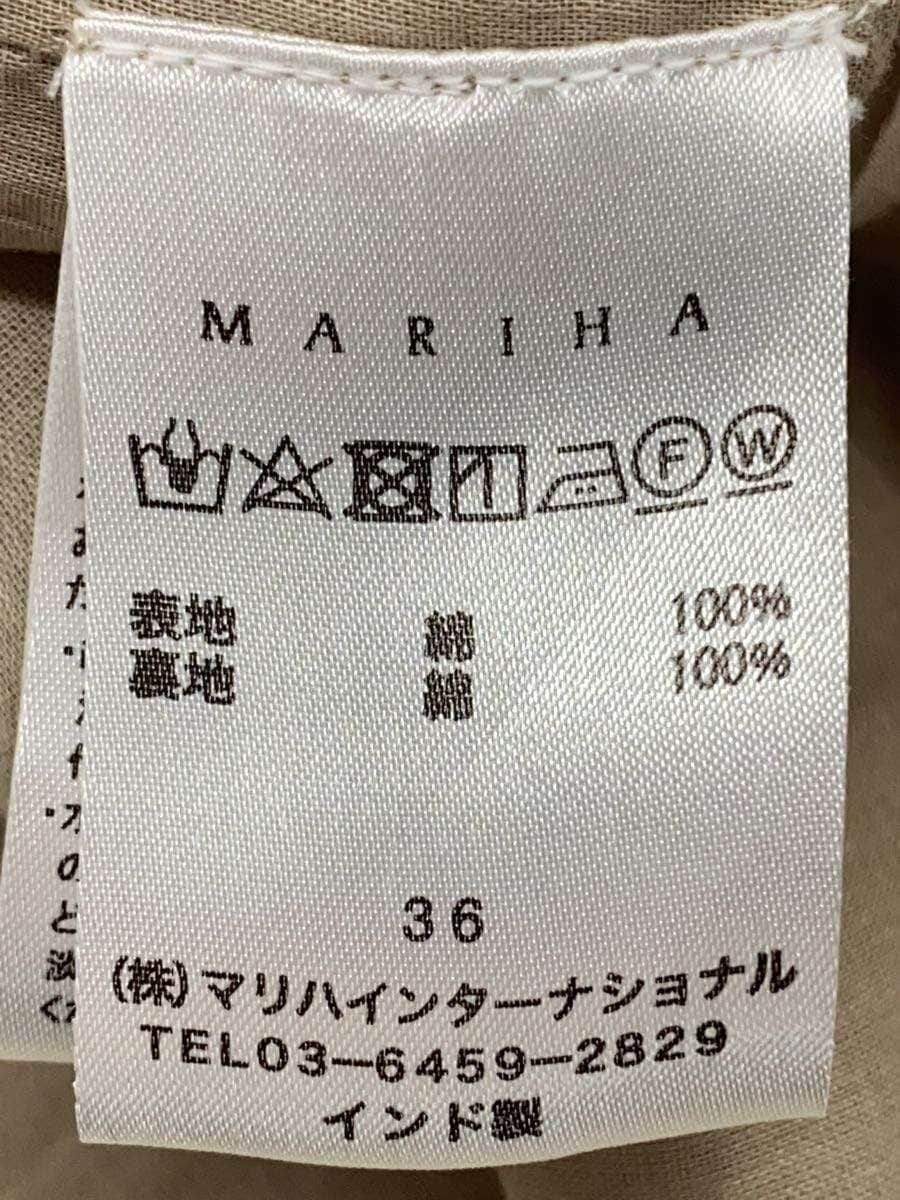 MARIHA
F W
表地 綿 100%
裏地 綿 100%
36
(株)マリハインターナショナル
TEL03-6459-2829
インド製